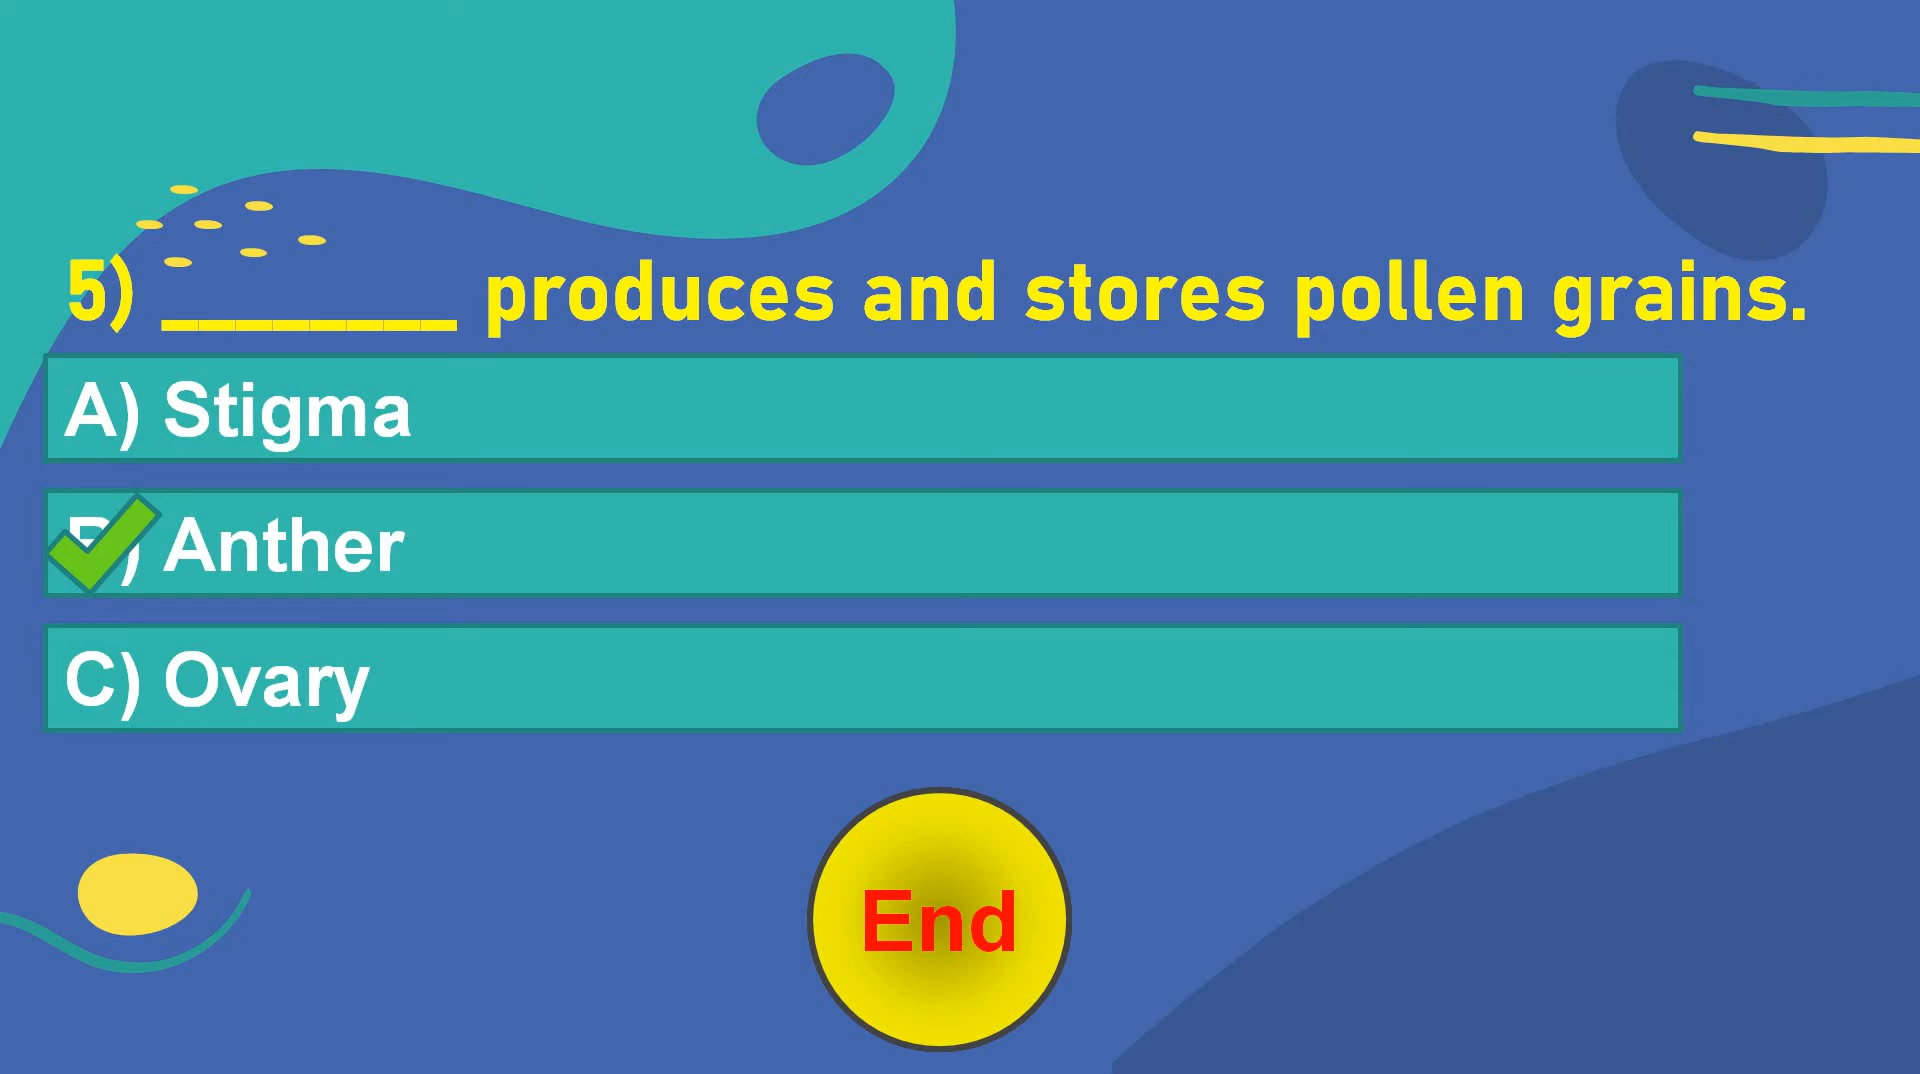 5) ________ produces and stores pollen grains.
A) Stigma
B) Anther
C) Ovary
End